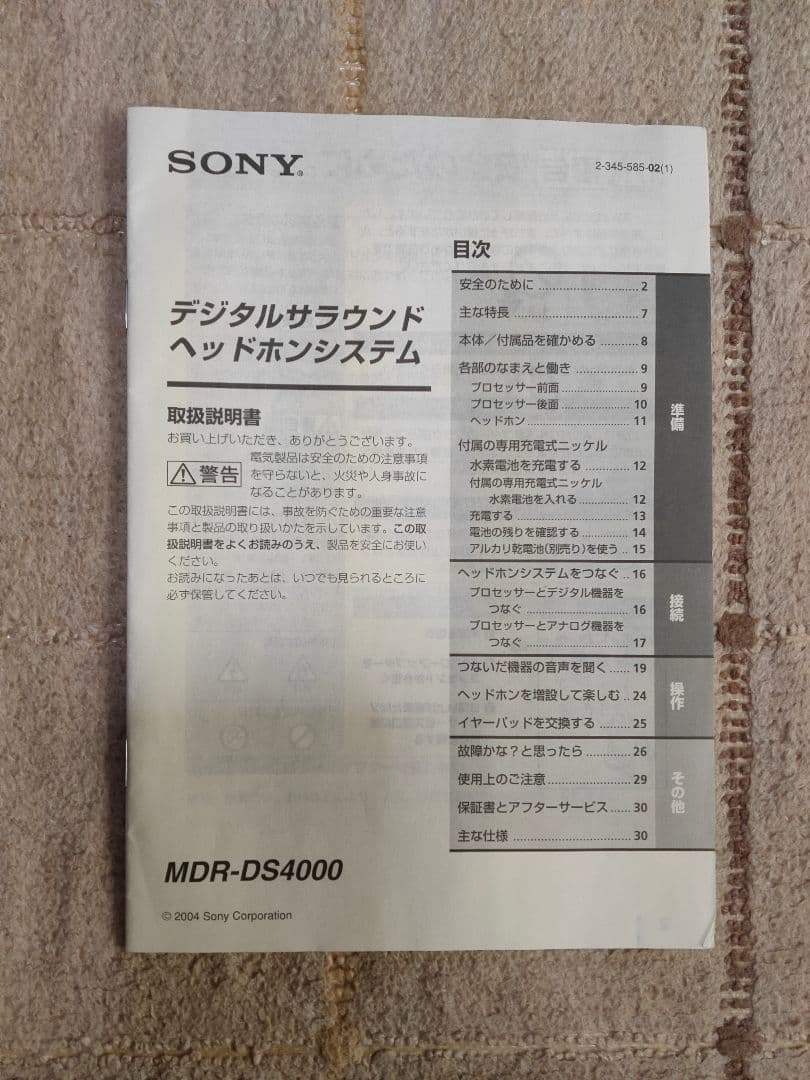 SONY®
2-345-585-02(1)
デジタルサラウンド
ヘッドホンシステム
取扱説明書
お買い上げいただき、ありがとうございます。
警告
電気製品は安全のための注意事項
を守らないと、火災や人身事故に
なることがあります。
この取扱説明書には、事故を防ぐための重要な注意
事項と製品の取り扱いかたを示しています。この取
扱説明書をよくお読みのうえ、製品を安全にお使い
ください。
お読みになったあとは、いつでも見られるところに
必ず保管してください。
MDR-DS4000
© 2004 Sony Corporation
目次
安全のために ............................ 2
主な特長 ................................... 7
本体/付属品を確かめる ........... 8
各部のなまえと働き .................. 9
プロセッサー前面 ...................... 9
プロセッサー後面 ................... 10
ヘッドホン ............................. 11
付属の専用充電式ニッケル
水素電池を充電する ............. 12
付属の専用充電式ニッケル
水素電池を入れる ............... 12
充電する ................................ 13
電池の残りを確認する ............. 14
アルカリ乾電池(別売り)を使う .. 15
準備
ヘッドホンシステムをつなぐ .. 16
プロセッサーとデジタル機器を
つなぐ ............................... 16
プロセッサーとアナログ機器を
つなぐ ............................... 17
接続
つないだ機器の音声を聞く ...... 19
ヘッドホンを増設して楽しむ .. 24
イヤーパッドを交換する ......... 25
操作
故障かな?と思ったら ............. 26
使用上のご注意 ....................... 29
保証書とアフターサービス ...... 30
主な仕様 .................................. 30
その他